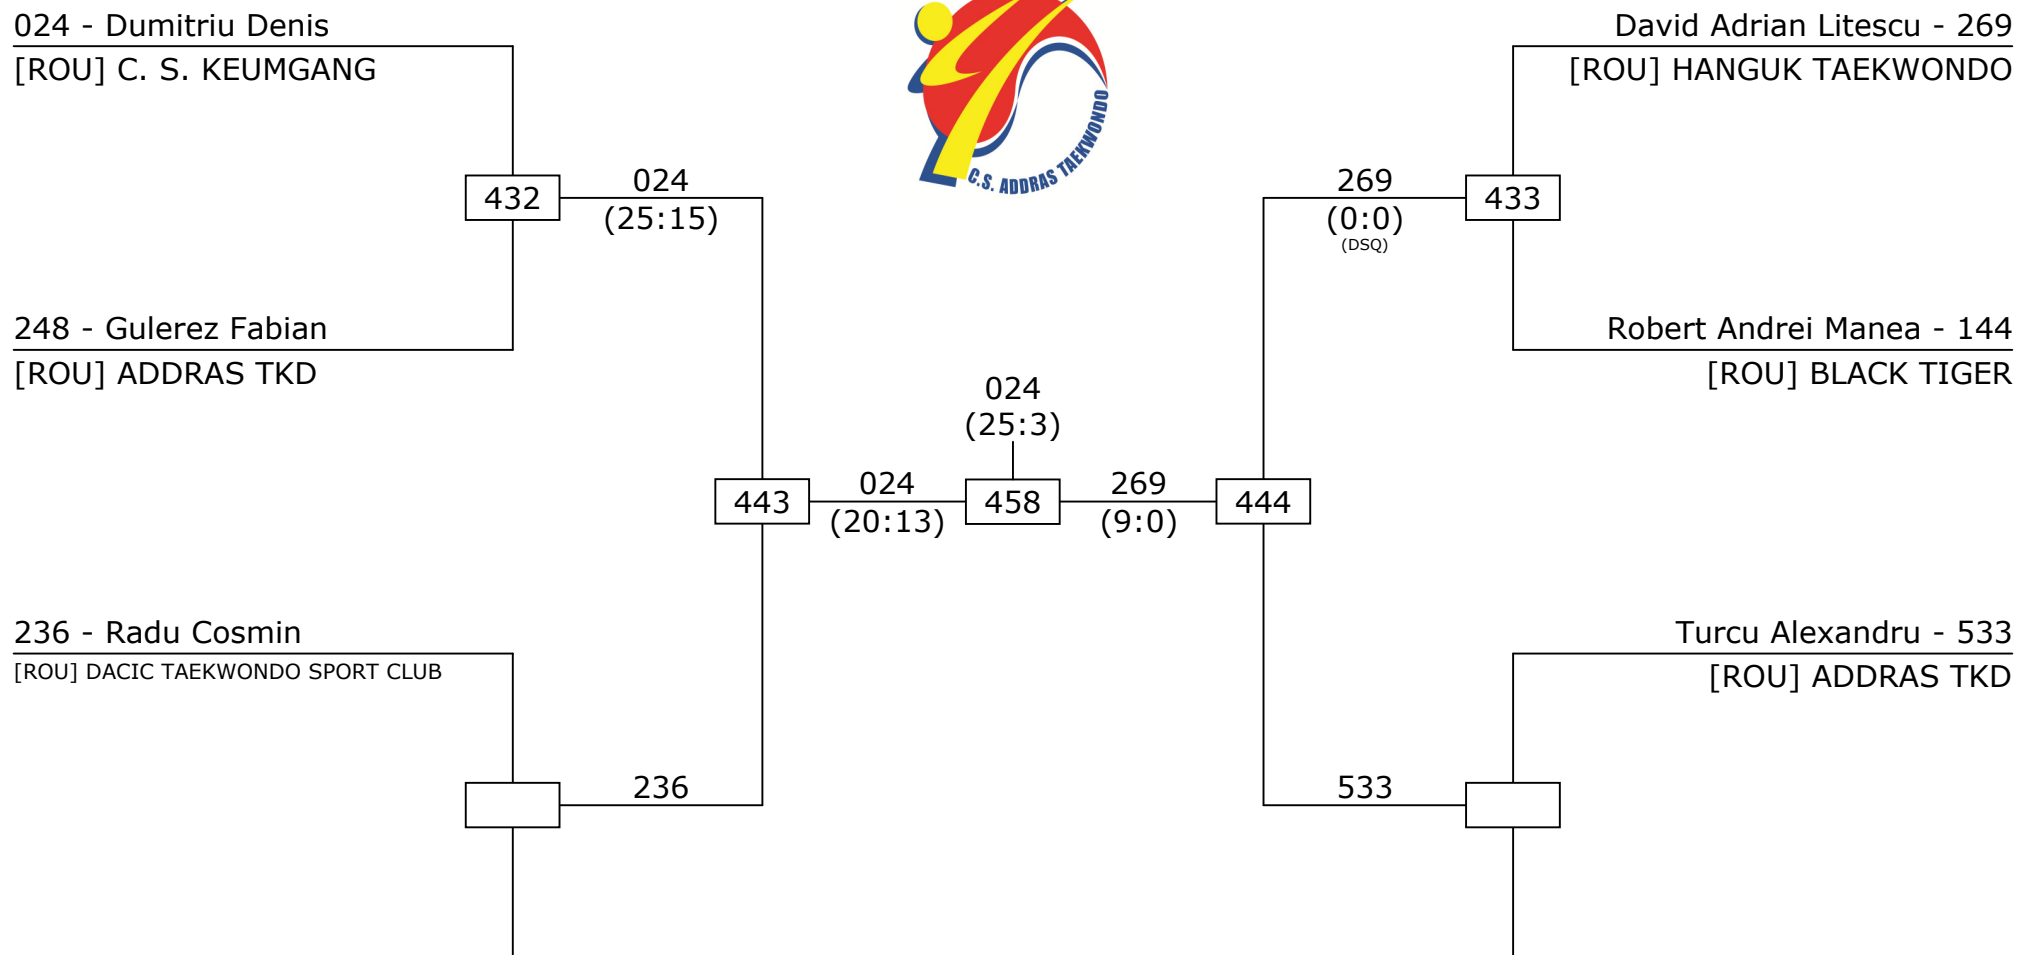 024 - Dumitriu Denis
[ROU] C. S. KEUMGANG
C.S. ADDRAS TAEKWONDO
David Adrian Litescu - 269
[ROU] HANGUK TAEKWONDO
432
024
(25:15)
269
(0:0)
(DSQ)
433
248 - Gulerez Fabian
[ROU] ADDRAS TKD
Robert Andrei Manea - 144
[ROU] BLACK TIGER
024
(25:3)
443
024
(20:13)
458
269
(9:0)
444
236 - Radu Cosmin
[ROU] DACIC TAEKWONDO SPORT CLUB
Turcu Alexandru - 533
[ROU] ADDRAS TKD
236
533